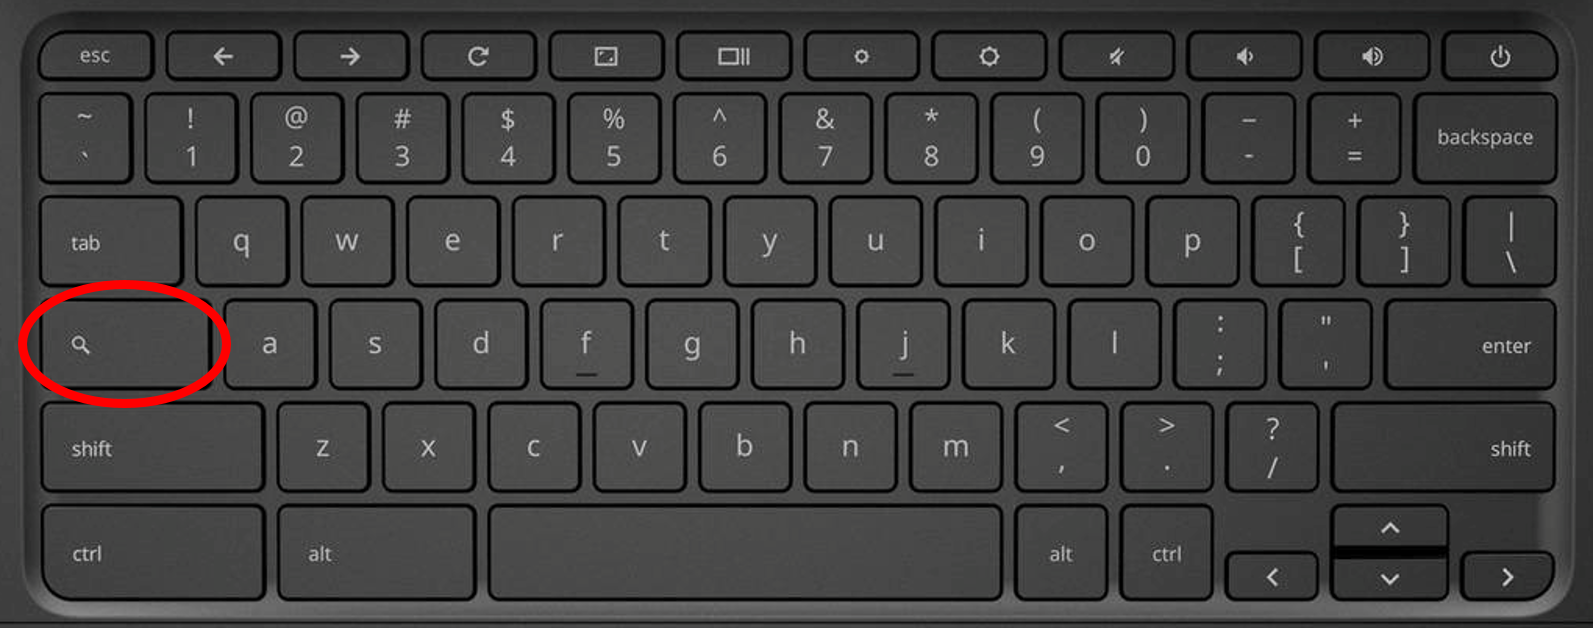 esc
~ ! @ # $ % ^ & * ( ) _ +
` 1 2 3 4 5 6 7 8 9 0 - = backspace
tab q w e r t y u i o p { [ } ] | \
a s d f g h j k l : ; " ' enter
shift z x c v b n m < , > . ? / shift
ctrl alt alt ctrl